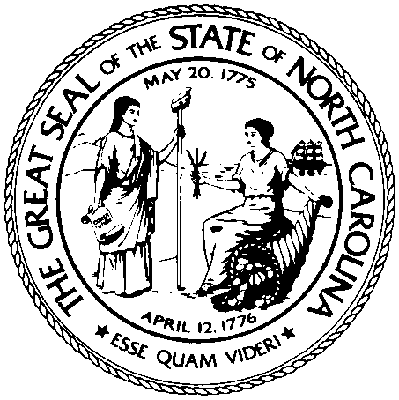 THE GREAT SEAL OF THE STATE OF NORTH CAROLINA
MAY 20, 1775
APRIL 12, 1776
★ ESSE QUAM VIDERI ★